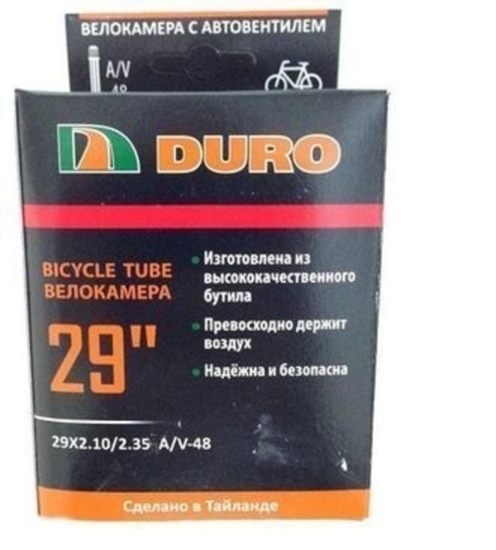 ВЕЛОКАМЕРА С АВТОВЕНТИЛЕМ
A/V
48
DURO
BICYCLE TUBE
ВЕЛОКАМЕРА
29"
Изготовлена из
высококачественного
бутила
Превосходно держит
воздух
Надёжна и безопасна
29X2.10/2.35 A/V-48
Сделано в Тайланде